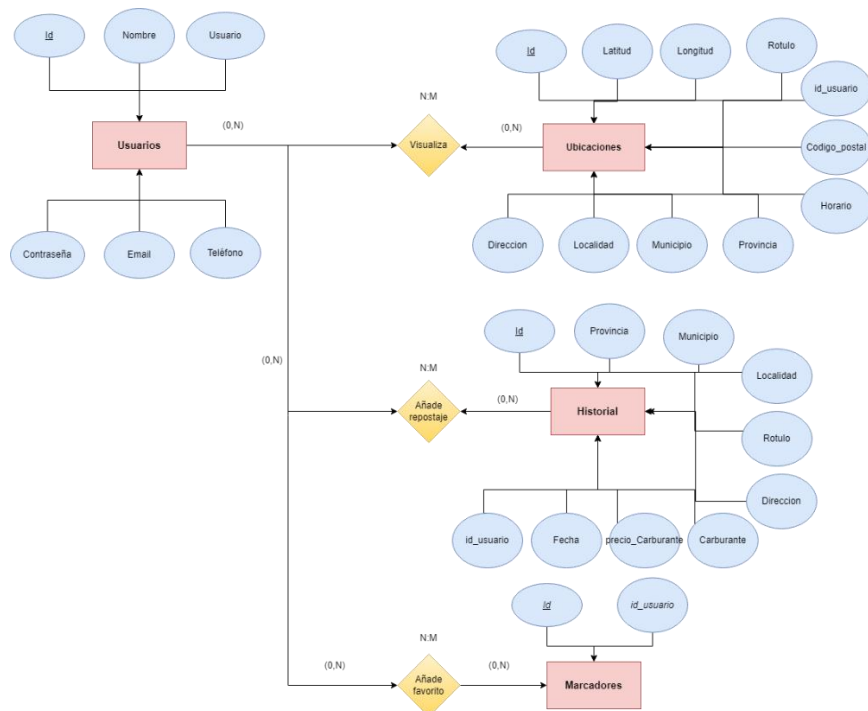 Id
Nombre
Usuario
Usuarios
(0,N)
Contraseña
Email
Teléfono
N:M
Visualiza
(0,N)
Id
Latitud
Longitud
Rotulo
id_usuario
Ubicaciones
Codigo_postal
Horario
Direccion
Localidad
Municipio
Provincia
(0,N)
N:M
Añade
repostaje
(0,N)
Id
Provincia
Municipio
Localidad
Historial
Rotulo
Direccion
id_usuario
Fecha
precio_Carburante
Carburante
(0,N)
N:M
Añade
favorito
(0,N)
Id
id_usuario
Marcadores